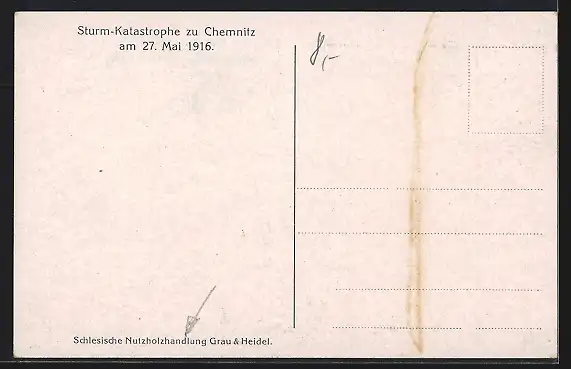 Sturm-Katastrophe zu Chemnitz
am 27. Mai 1916.
8,-
Schlesische Nutzholzhandlung Grau & Heidel.